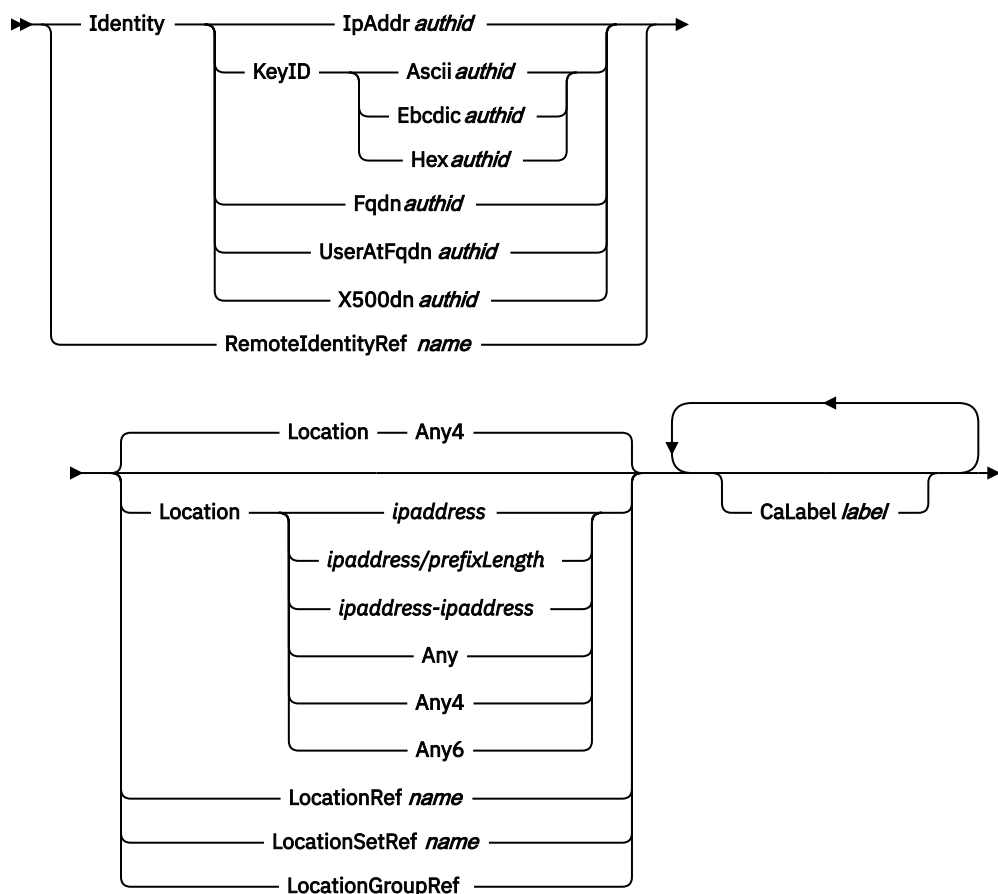 Identity IpAddr authid
KeyID Ascii authid
Ebcdic authid
Hex authid
Fqdn authid
UserAtFqdn authid
X500dn authid
RemoteIdentityRef name
Location Any4
Location ipaddress
CaLabel label
ipaddress/prefixLength
ipaddress-ipaddress
Any
Any4
Any6
LocationRef name
LocationSetRef name
LocationGroupRef